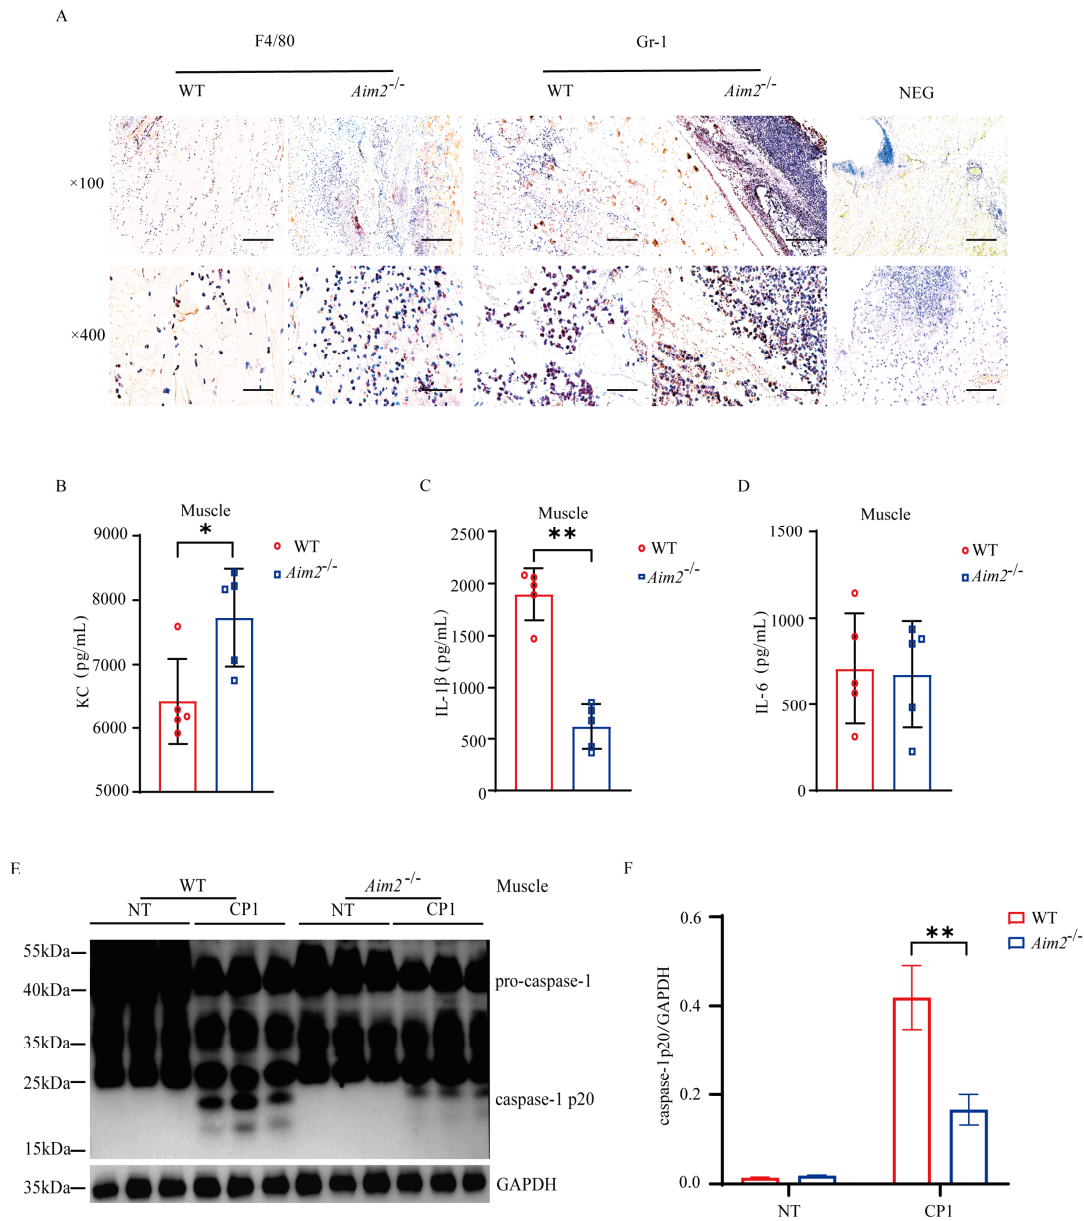 A
F4/80
Gr-1
WT
Aim2-/-
WT
Aim2-/-
NEG
×100
×400
B
Muscle
KC (pg/mL)
9000
8000
7000
6000
5000
*
WT
Aim2-/-
C
Muscle
IL-1β (pg/mL)
2500
2000
1500
1000
500
0
**
WT
Aim2-/-
D
Muscle
IL-6 (pg/mL)
1500
1000
500
0
WT
Aim2-/-
E
WT
Aim2-/-
Muscle
NT
CP1
NT
CP1
55kDa
40kDa
35kDa
25kDa
15kDa
35kDa
pro-caspase-1
caspase-1 p20
GAPDH
F
caspase-1p20/GAPDH
0.6
0.4
0.2
0.0
**
NT
CP1
WT
Aim2-/-